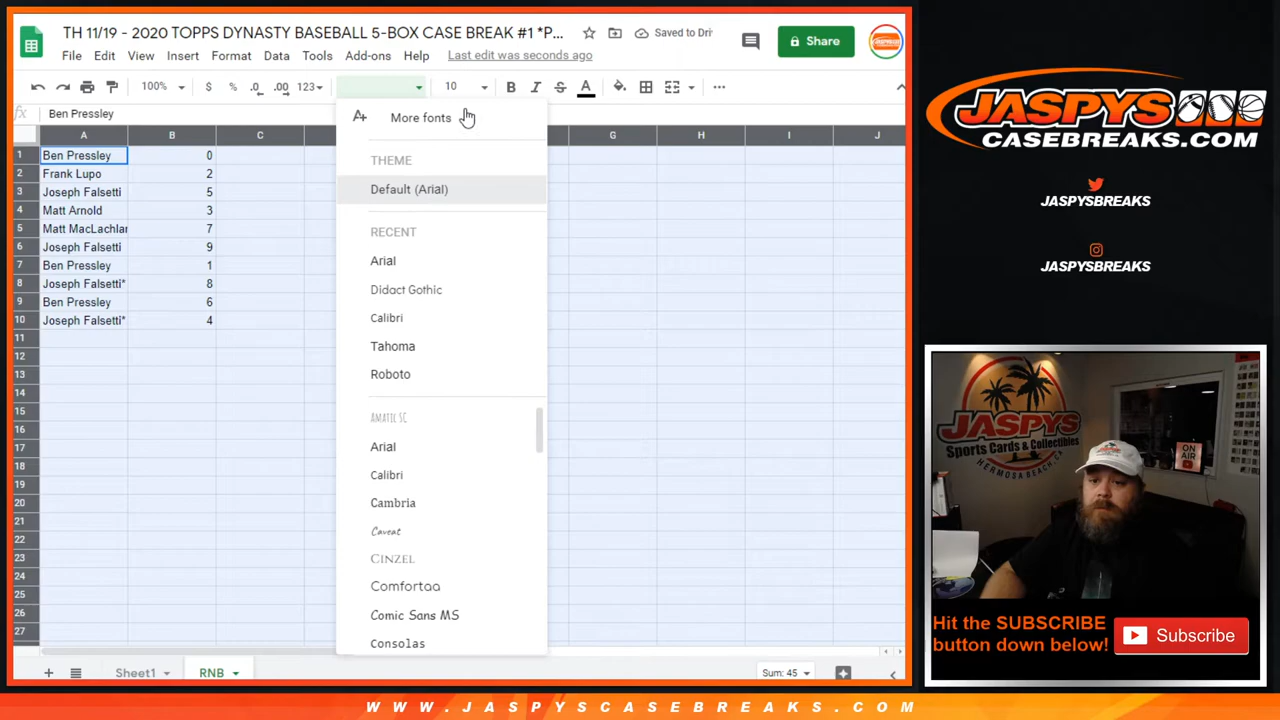 TH 11/19 - 2020 TOPPS DYNASTY BASEBALL 5-BOX CASE BREAK #1 *P...
Saved to Dri
File Edit View Insert Format Data Tools Add-ons Help Last edit was seconds ago
Share
100% $ % .0 .00 123 10 B I S A
fx Ben Pressley
A B C G H I J
1 Ben Pressley 0
2 Frank Lupo 2
3 Joseph Falsetti 5
4 Matt Arnold 3
5 Matt MacLachlan 7
6 Joseph Falsetti 9
7 Ben Pressley 1
8 Joseph Falsetti* 8
9 Ben Pressley 6
10 Joseph Falsetti* 4
11
12
13
14
15
16
17
18
19
20
21
22
23
24
25
26
27
More fonts
THEME
Default (Arial)
RECENT
Arial
Didact Gothic
Calibri
Tahoma
Roboto
AMATIC SC
Arial
Calibri
Cambria
Caveat
CINZEL
Comfortaa
Comic Sans MS
Consolas
Sheet1 RNB Sum: 45
JASPYS
CASEBREAKS.COM
JASPYSBREAKS
JASPYSBREAKS
JASPYS
Sports Cards & Collectibles
HERMOSA BEACH, CA
ON
AIR
Hit the SUBSCRIBE
button down below!
Subscribe
WWW.JASPYSCASEBREAKS.COM